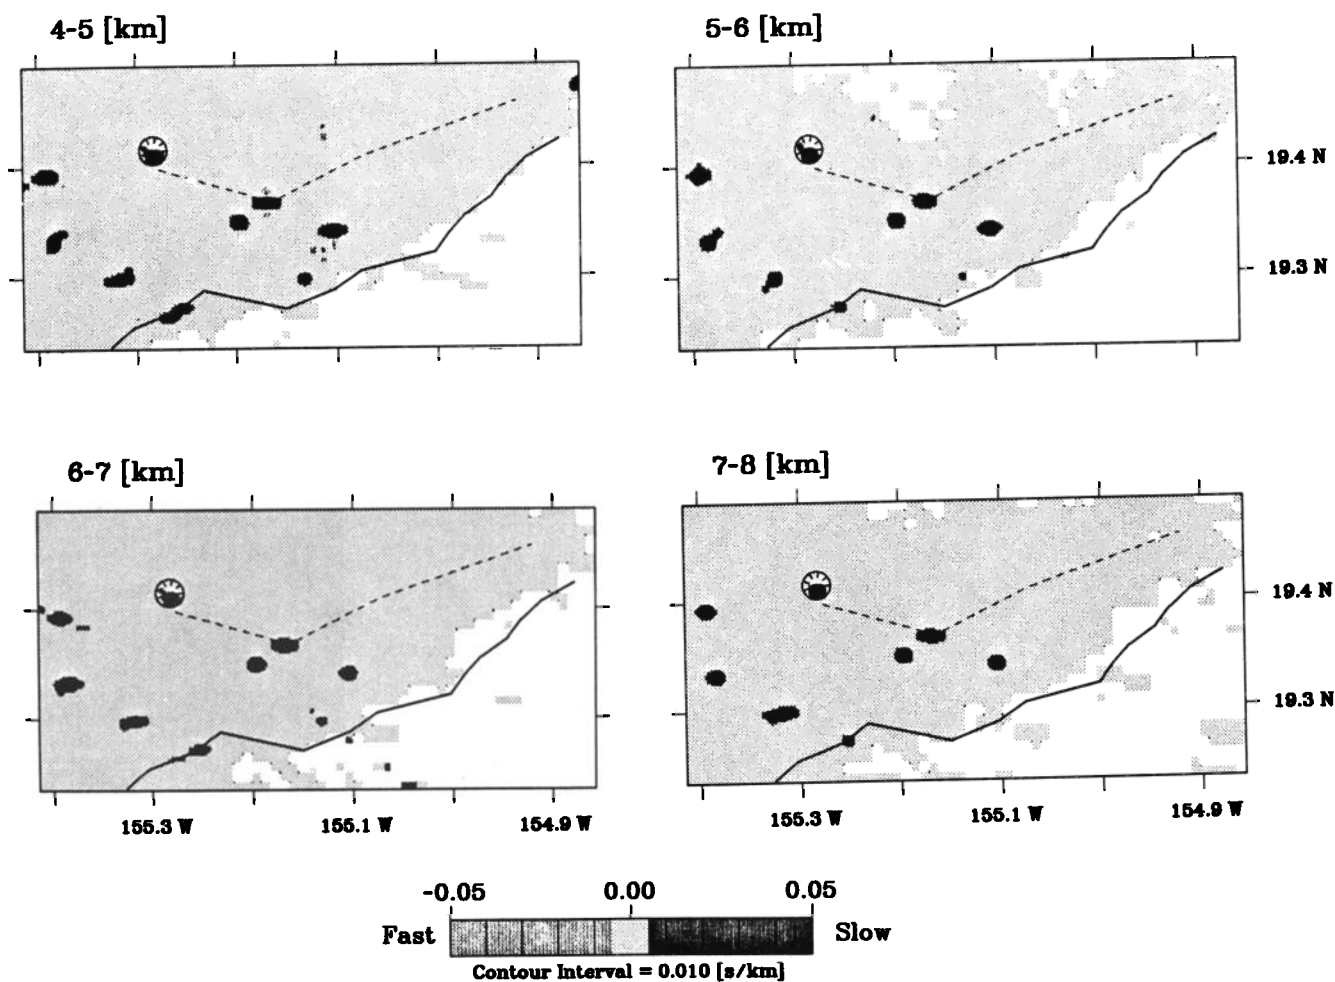 4-5 [km]
5-6 [km]
19.4 N
19.3 N
6-7 [km]
7-8 [km]
19.4 N
19.3 N
155.3 W
155.1 W
154.9 W
155.3 W
155.1 W
154.9 W
-0.05
0.00
0.05
Fast
Slow
Contour Interval = 0.010 [s/km]